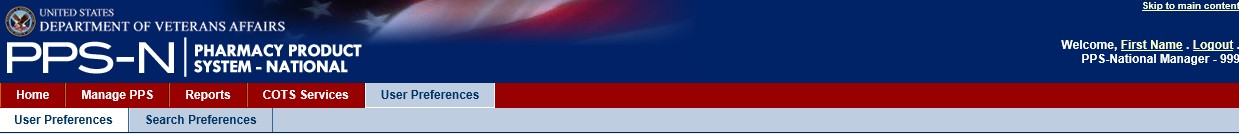 Skip to main content
UNITED STATES
DEPARTMENT OF VETERANS AFFAIRS
PPS-N | PHARMACY PRODUCT
SYSTEM - NATIONAL
Welcome, First Name . Logout .
PPS-National Manager - 999
Home Manage PPS Reports COTS Services User Preferences
User Preferences Search Preferences